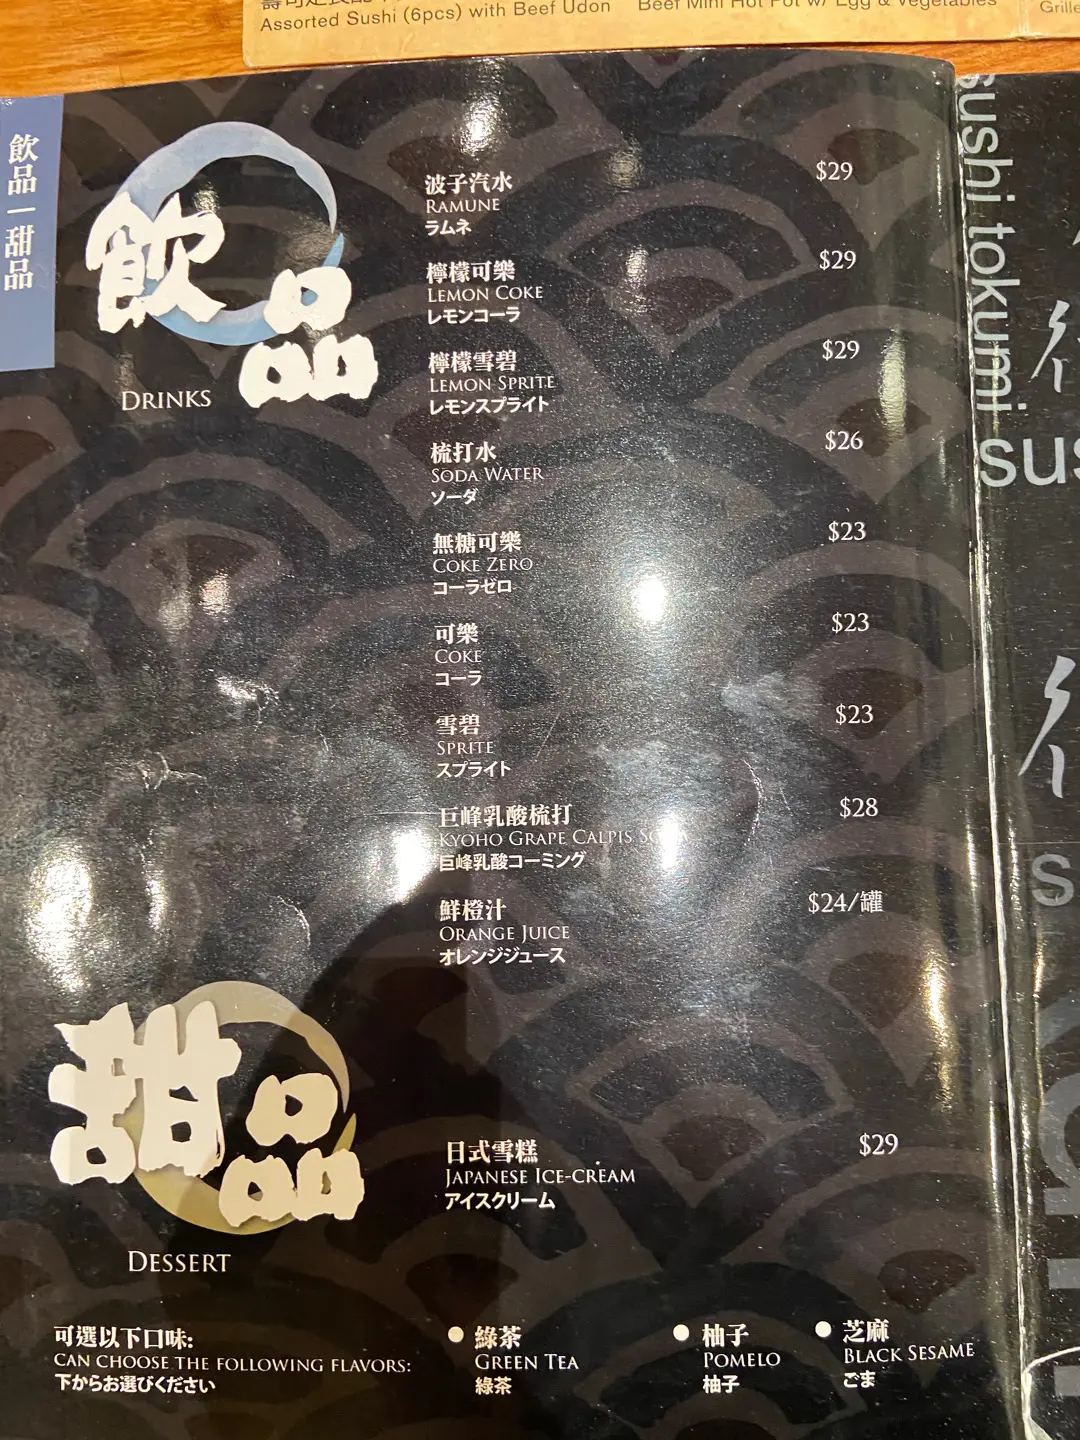 Assorted Sushi (6pcs) with Beef Udon
Beef Mini Hot Pot w/ Egg & Vegetables
Grille
飲品|甜品
飲品
DRINKS
波子汽水
RAMUNE
ラムネ
$29
檸檬可樂
LEMON COKE
レモンコーラ
$29
檸檬雪碧
LEMON SPRITE
レモンスプライト
$29
梳打水
SODA WATER
ソーダ
$26
無糖可樂
COKE ZERO
コーラゼロ
$23
可樂
COKE
コーラ
$23
雪碧
SPRITE
スプライト
$23
巨峰乳酸梳打
KYOHO GRAPE CALPIS
巨峰乳酸コーミング
$28
鮮橙汁
ORANGE JUICE
オレンジジュース
$24/罐
甜品
DESSERT
日式雪糕
JAPANESE ICE-CREAM
アイスクリーム
$29
可選以下口味:
CAN CHOOSE THE FOLLOWING FLAVORS:
下からお選びください
綠茶
GREEN TEA
綠茶
柚子
POMELO
柚子
芝麻
BLACK SESAME
ごま
sushi tokumi
sus